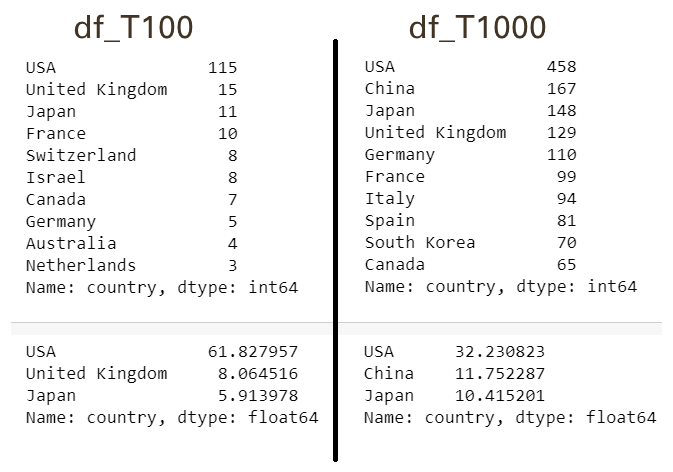 df_T100
USA 115
United Kingdom 15
Japan 11
France 10
Switzerland 8
Israel 8
Canada 7
Germany 5
Australia 4
Netherlands 3
Name: country, dtype: int64
USA 61.827957
United Kingdom 8.064516
Japan 5.913978
Name: country, dtype: float64
df_T1000
USA 458
China 167
Japan 148
United Kingdom 129
Germany 110
France 99
Italy 94
Spain 81
South Korea 70
Canada 65
Name: country, dtype: int64
USA 32.230823
China 11.752287
Japan 10.415201
Name: country, dtype: float64